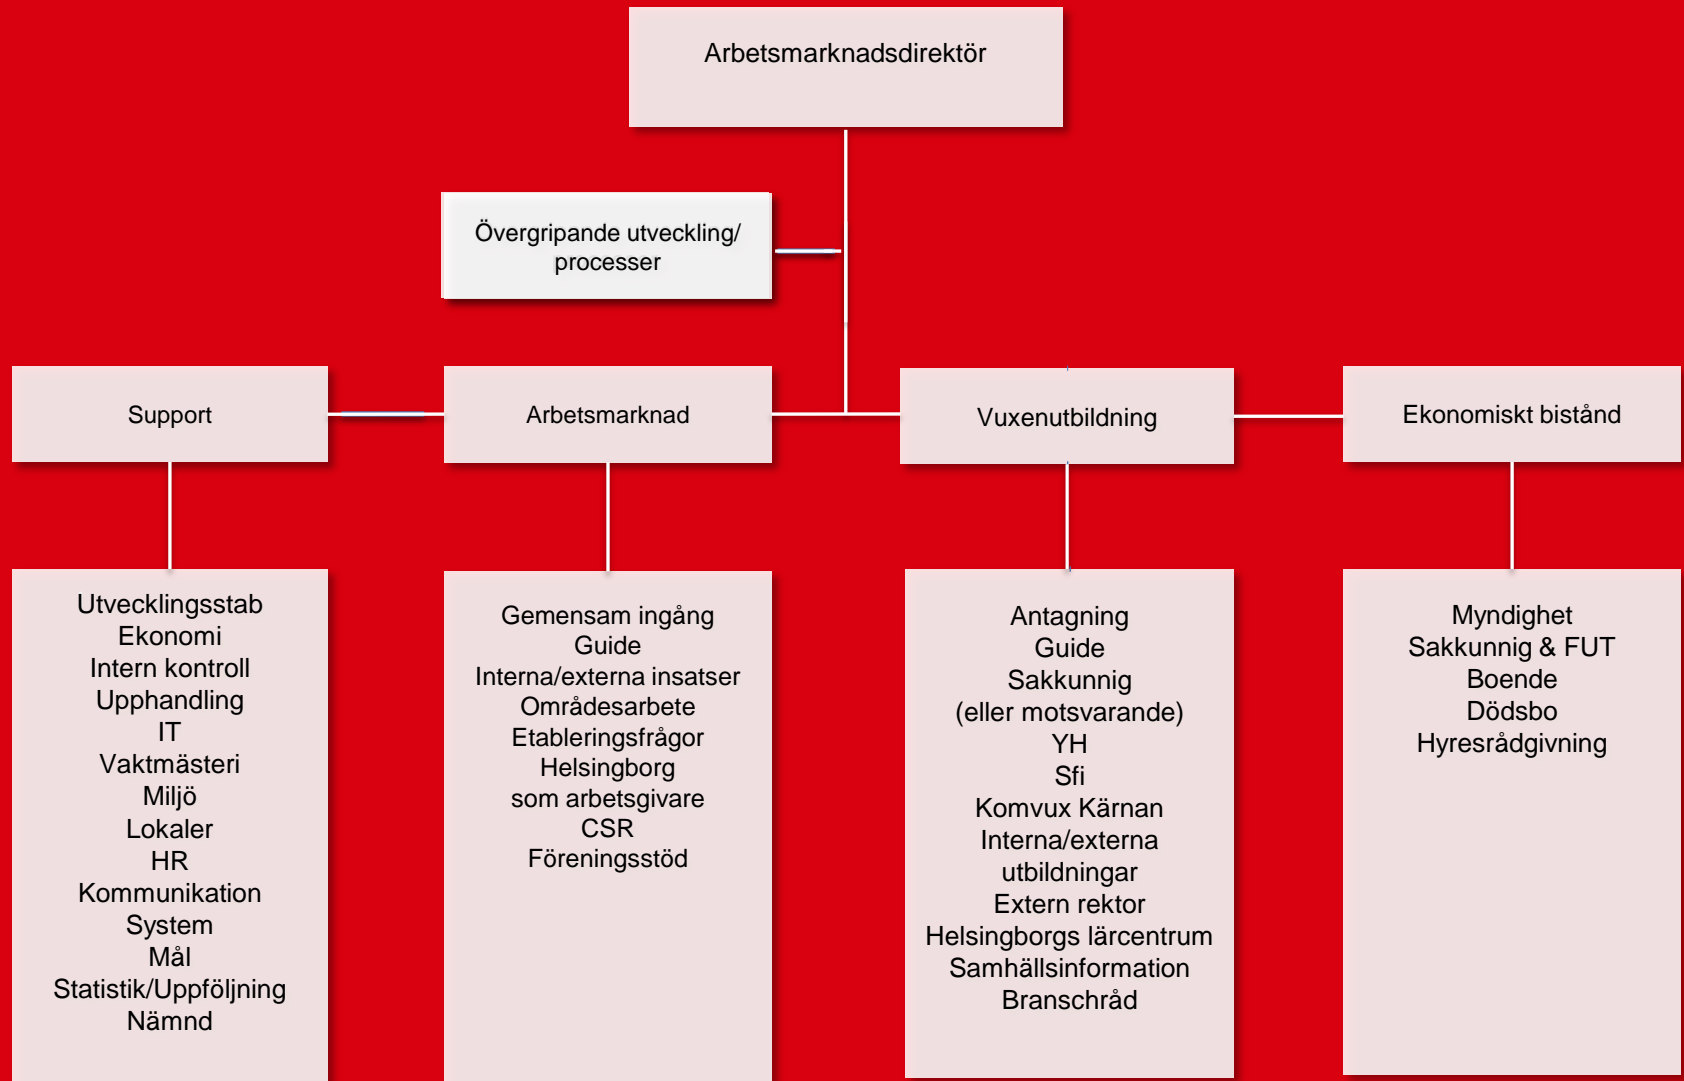 Arbetsmarknadsdirektör
Övergripande utveckling/
processer
Support
Arbetsmarknad
Vuxenutbildning
Ekonomiskt bistånd
Utvecklingsstab
Ekonomi
Intern kontroll
Upphandling
IT
Vaktmästeri
Miljö
Lokaler
HR
Kommunikation
System
Mål
Statistik/Uppföljning
Nämnd
Gemensam ingång
Guide
Interna/externa insatser
Områdesarbete
Etableringsfrågor
Helsingborg
som arbetsgivare
CSR
Föreningsstöd
Antagning
Guide
Sakkunnig
(eller motsvarande)
YH
Sfi
Komvux Kärnan
Interna/externa
utbildningar
Extern rektor
Helsingborgs lärcentrum
Samhällsinformation
Branschråd
Myndighet
Sakkunnig & FUT
Boende
Dödsbo
Hyresrådgivning